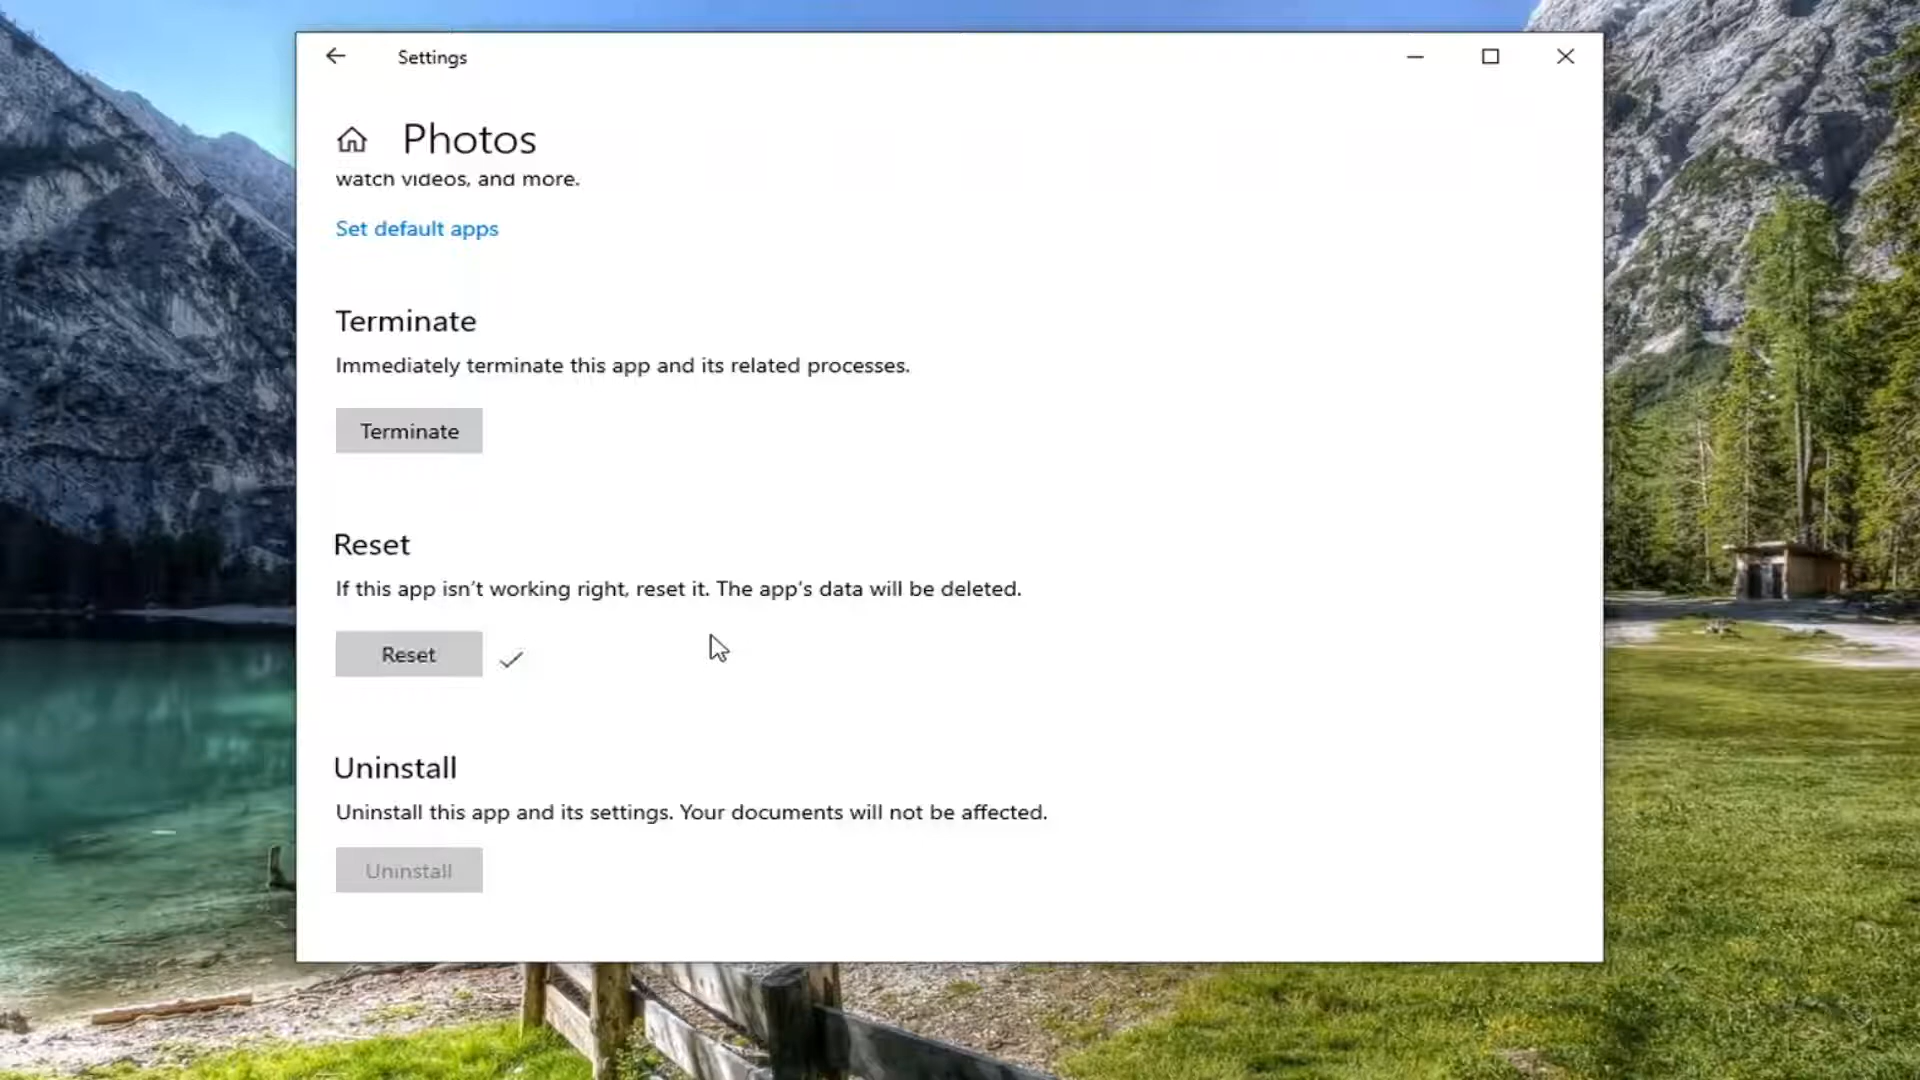 Settings
Photos
watch videos, and more.
Set default apps
Terminate
Immediately terminate this app and its related processes.
Terminate
Reset
If this app isn't working right, reset it. The app's data will be deleted.
Reset
Uninstall
Uninstall this app and its settings. Your documents will not be affected.
Uninstall